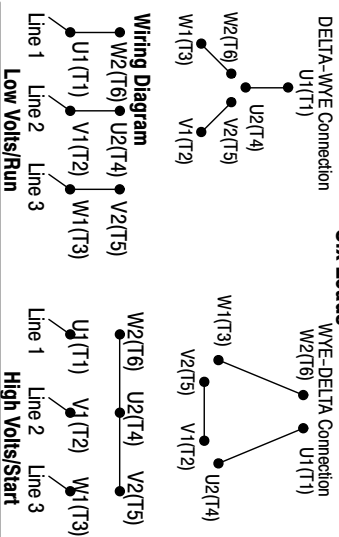 DELTA-WYE Connection
U1(T1)
U2(T4)
W2(T6)
V2(T5)
W1(T3)
V1(T2)
WYE-DELTA Connection
W2(T6)
U1(T1)
W1(T3)
U2(T4)
V2(T5)
V1(T2)
Wiring Diagram
W2(T6) U2(T4) V2(T5)
U1(T1) V1(T2) W1(T3)
Line 1 Line 2 Line 3
Low Volts/Run
W2(T6) U2(T4) V2(T5)
U1(T1) V1(T2) W1(T3)
Line 1 Line 2 Line 3
High Volts/Start